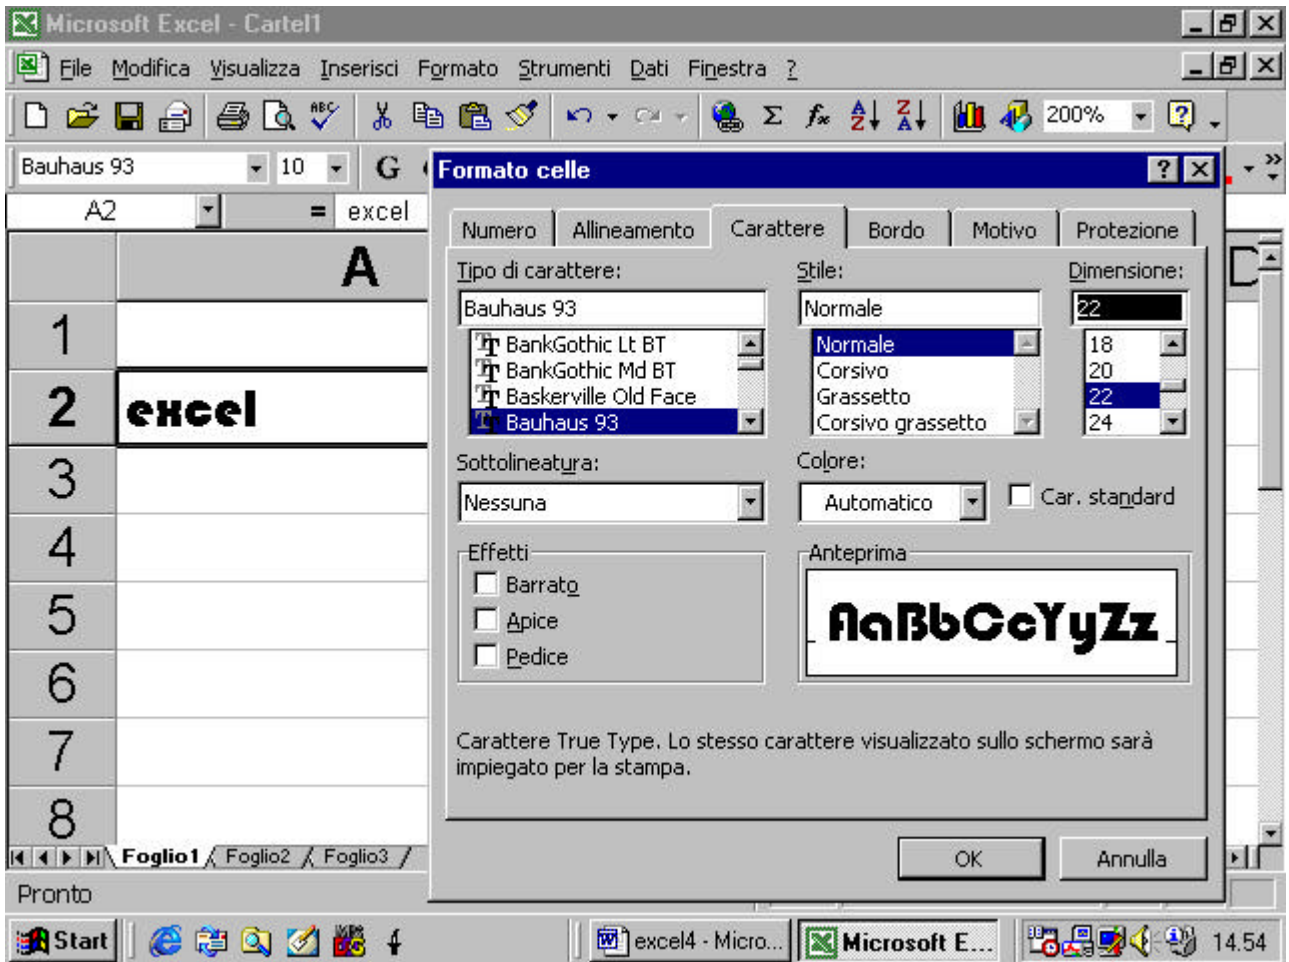 Microsoft Excel - Cartel1
File Modifica Visualizza Inserisci Formato Strumenti Dati Finestra ?
ABC Σ fx A Z Z A 200% ?
Bauhaus 93 10 G
A2 = excel
A D
1
2 excel
3
4
5
6
7
8
Formato celle
Numero Allineamento Carattere Bordo Motivo Protezione
Tipo di carattere: Stile: Dimensione:
Bauhaus 93 Normale 22
BankGothic Lt BT Normale 18
BankGothic Md BT Corsivo 20
Baskerville Old Face Grassetto 22
Bauhaus 93 Corsivo grassetto 24
Sottolineatura: Colore:
Nessuna Automatico Car. standard
Effetti Anteprima
Barrato
Apice
Pedice
AaBbCcYyZz
Carattere True Type. Lo stesso carattere visualizzato sullo schermo sarà
impiegato per la stampa.
OK Annulla
Foglio1 Foglio2 Foglio3
Pronto
Start excel4 - Micro... Microsoft E... 14.54